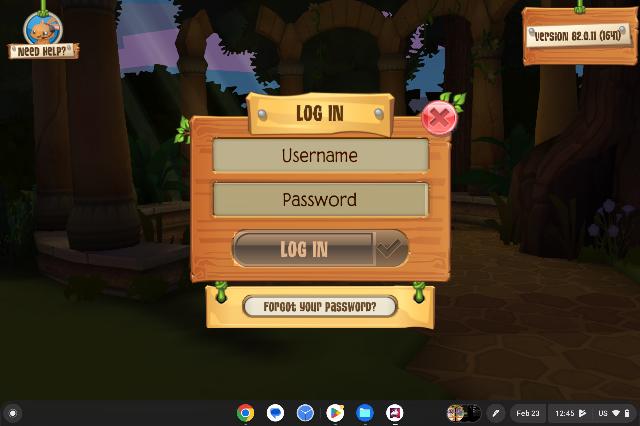 NEED HELP?
Version 82.0.11 (1641)
LOG IN
Username
Password
LOG IN
Forgot your password?
Feb 23
12:45
US